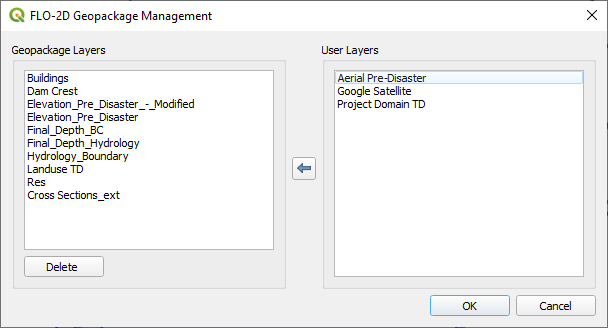 FLO-2D Geopackage Management
Geopackage Layers
Buildings
Dam Crest
Elevation_Pre_Disaster_-_Modified
Elevation_Pre_Disaster
Final_Depth_BC
Final_Depth_Hydrology
Hydrology_Boundary
Landuse TD
Res
Cross Sections_ext
Delete
User Layers
Aerial Pre-Disaster
Google Satellite
Project Domain TD
OK
Cancel